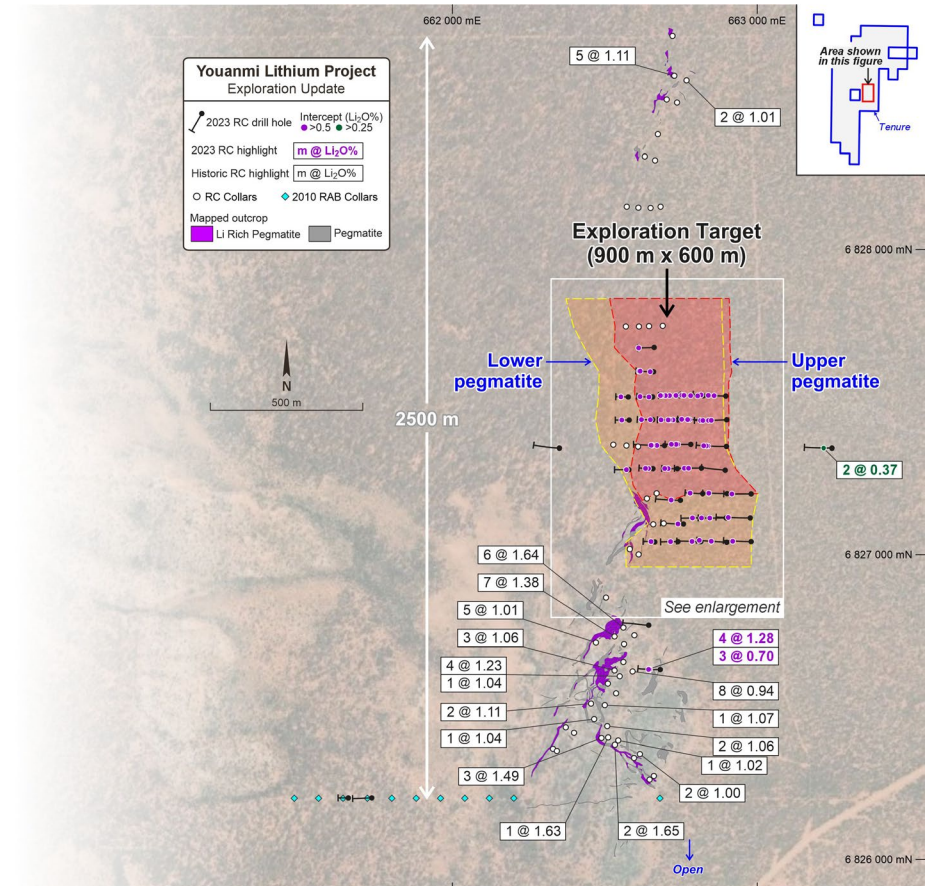 662 000 mE
663 000 mE
5 @ 1.11
2 @ 1.01
Area shown
in this figure
Tenure
Youanmi Lithium Project
Exploration Update
2023 RC drill hole
Intercept (Li₂O%)
>0.5
>0.25
2023 RC highlight
m @ Li₂O%
Historic RC highlight
m @ Li₂O%
RC Collars
2010 RAB Collars
Mapped outcrop
Li Rich Pegmatite
Pegmatite
Exploration Target
(900 m x 600 m)
6 828 000 mN
N
500 m
Lower
pegmatite
Upper
pegmatite
2500 m
2 @ 0.37
6 827 000 mN
6 @ 1.64
7 @ 1.38
See enlargement
5 @ 1.01
3 @ 1.06
4 @ 1.28
3 @ 0.70
4 @ 1.23
1 @ 1.04
8 @ 0.94
2 @ 1.11
1 @ 1.07
1 @ 1.04
2 @ 1.06
1 @ 1.02
3 @ 1.49
2 @ 1.00
1 @ 1.63
2 @ 1.65
Open
6 826 000 mN